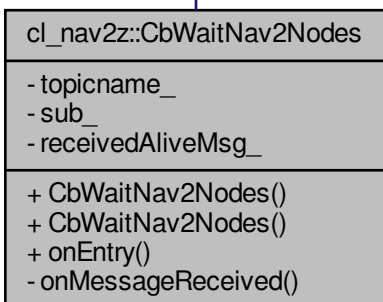 cl_nav2z::CbWaitNav2Nodes
- topicname_
- sub_
- receivedAliveMsg_
+ CbWaitNav2Nodes()
+ CbWaitNav2Nodes()
+ onEntry()
- onMessageReceived()